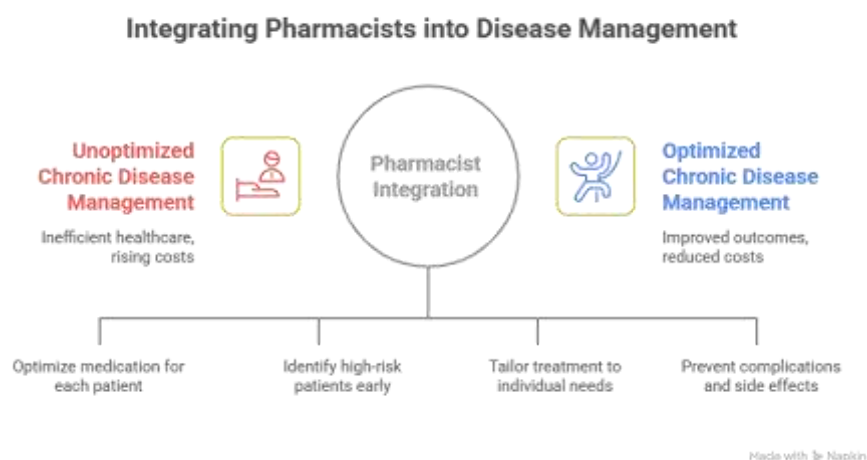 Integrating Pharmacists into Disease Management
Unoptimized
Chronic Disease
Management
Inefficient healthcare,
rising costs
Pharmacist
Integration
Optimized
Chronic Disease
Management
Improved outcomes,
reduced costs
Optimize medication for
each patient
Identify high-risk
patients early
Tailor treatment to
individual needs
Prevent complications
and side effects
Made with Napkin